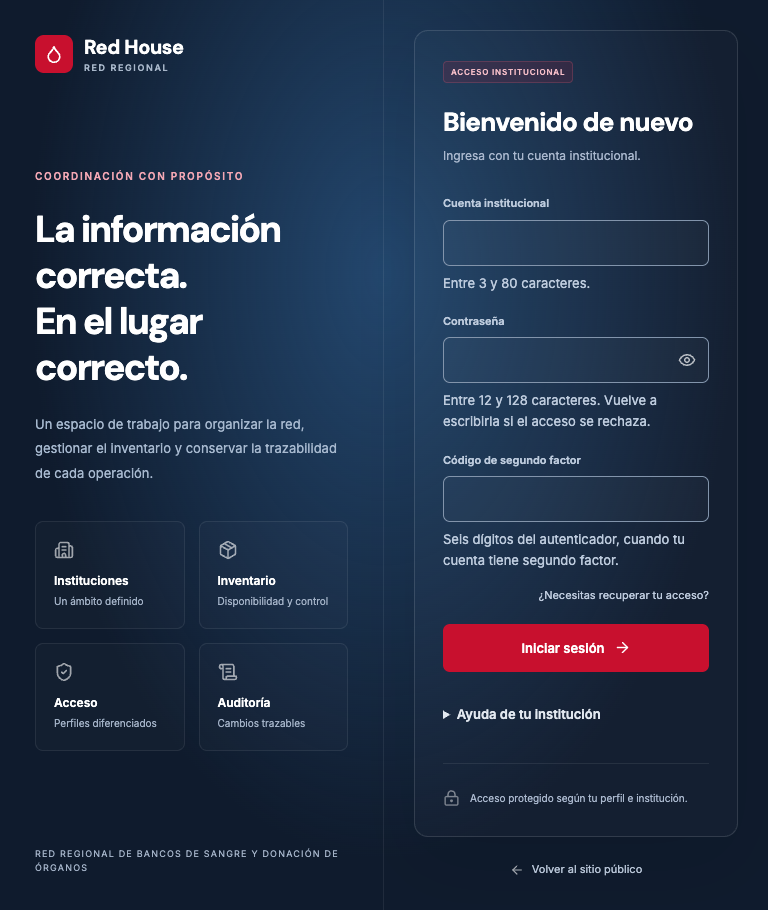 Red House
RED REGIONAL
COORDINACIÓN CON PROPÓSITO
La información
correcta.
En el lugar
correcto.
Un espacio de trabajo para organizar la red,
gestionar el inventario y conservar la trazabilidad
de cada operación.
Instituciones
Un ámbito definido
Inventario
Disponibilidad y control
Acceso
Perfiles diferenciados
Auditoría
Cambios trazables
RED REGIONAL DE BANCOS DE SANGRE Y DONACIÓN DE
ÓRGANOS
ACCESO INSTITUCIONAL
Bienvenido de nuevo
Ingresa con tu cuenta institucional.
Cuenta institucional
Entre 3 y 80 caracteres.
Contraseña
Entre 12 y 128 caracteres. Vuelve a
escribirla si el acceso se rechaza.
Código de segundo factor
Seis dígitos del autenticador, cuando tu
cuenta tiene segundo factor.
¿Necesitas recuperar tu acceso?
Iniciar sesión
Ayuda de tu institución
Acceso protegido según tu perfil e institución.
Volver al sitio público